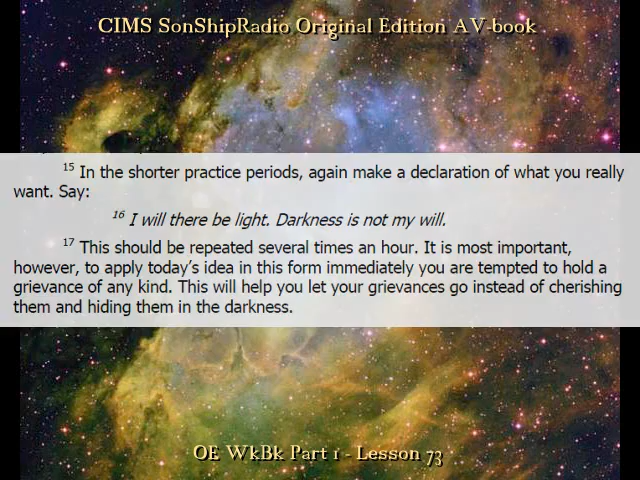 CIMS SonShipRadio Original Edition AV-book
15 In the shorter practice periods, again make a declaration of what you really
want. Say:
16 I will there be light. Darkness is not my will.
17 This should be repeated several times an hour. It is most important,
however, to apply today's idea in this form immediately you are tempted to hold a
grievance of any kind. This will help you let your grievances go instead of cherishing
them and hiding them in the darkness.
OE WkBk Part 1 - Lesson 73